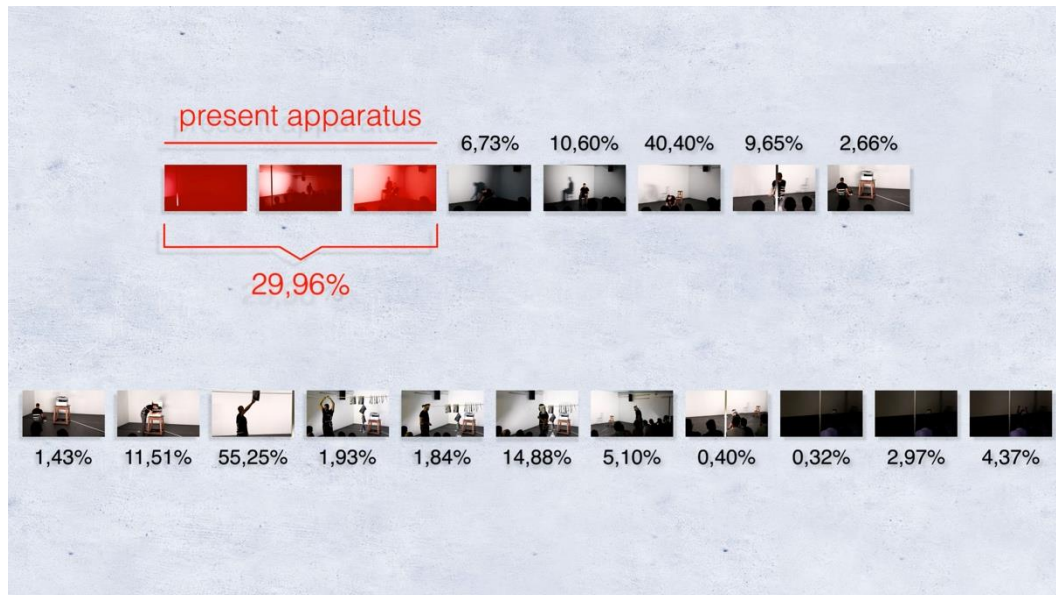 present apparatus
6,73% 10,60% 40,40% 9,65% 2,66%
29,96%
1,43% 11,51% 55,25% 1,93% 1,84% 14,88% 5,10% 0,40% 0,32% 2,97% 4,37%